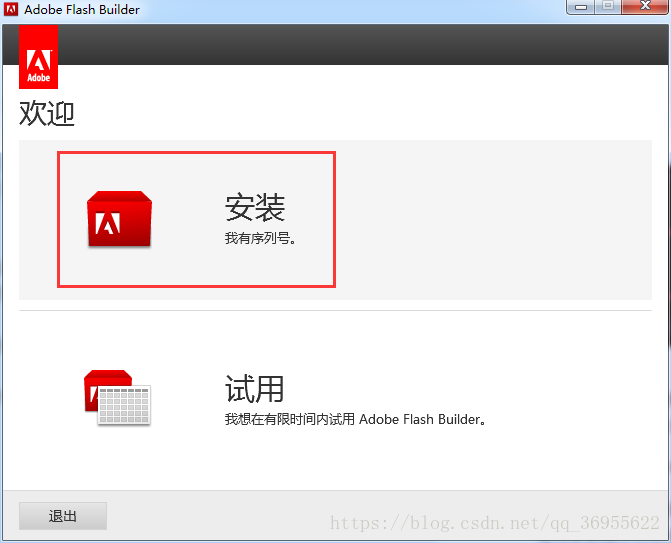 Adobe Flash Builder
Adobe
欢迎
安装
我有序列号。
试用
我想在有限时间内试用 Adobe Flash Builder。
退出
https://blog.csdn.net/qq_36955622